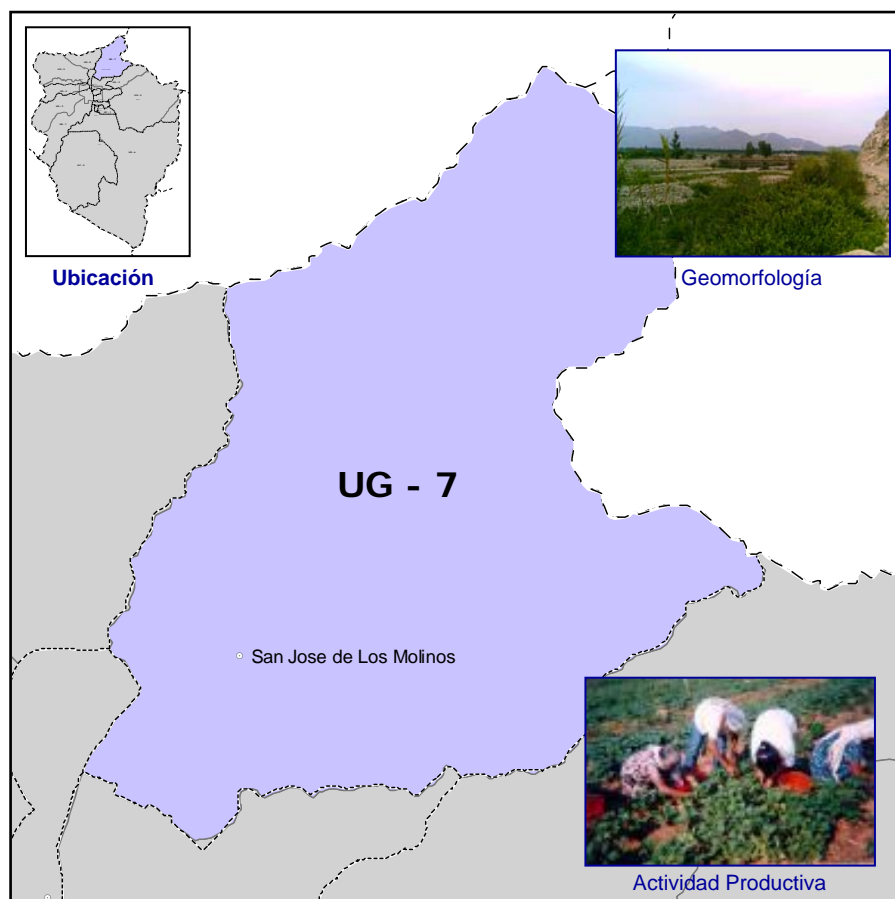 Ubicación
Geomorfología
UG - 7
San Jose de Los Molinos
Actividad Productiva